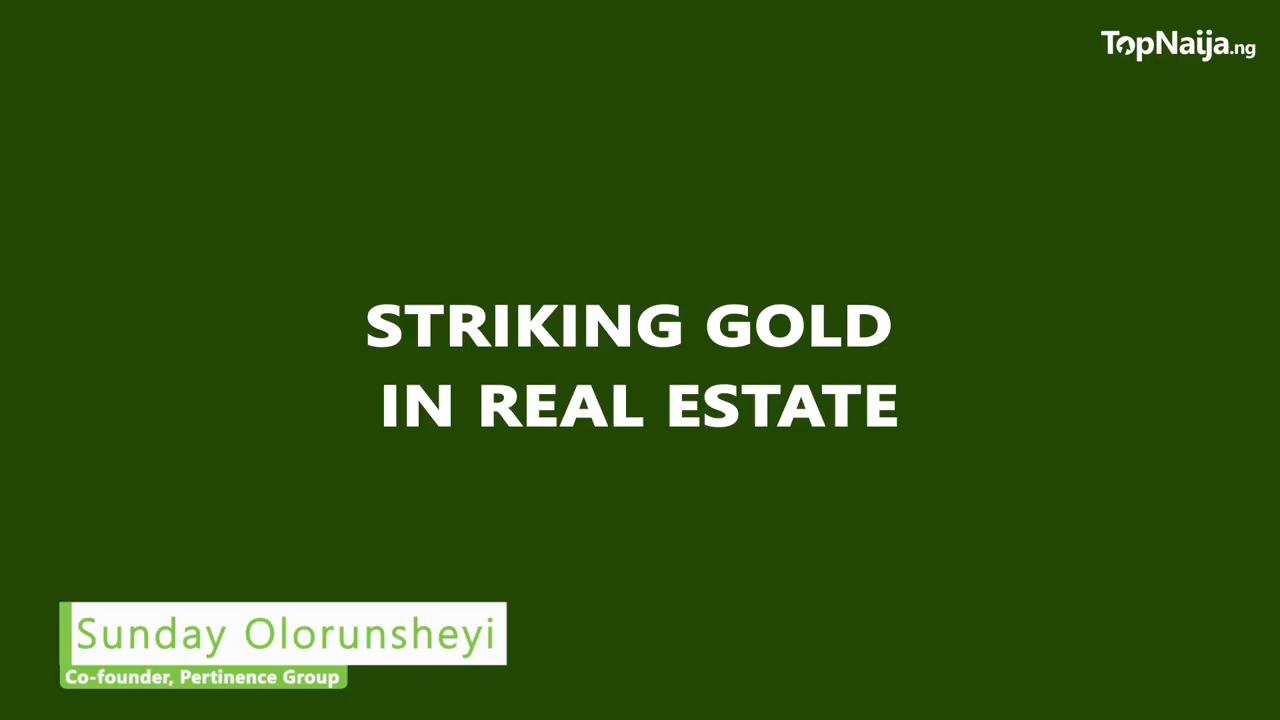 TopNaija.ng
STRIKING GOLD
IN REAL ESTATE
Sunday Olorunsheyi
Co-founder, Pertinence Group